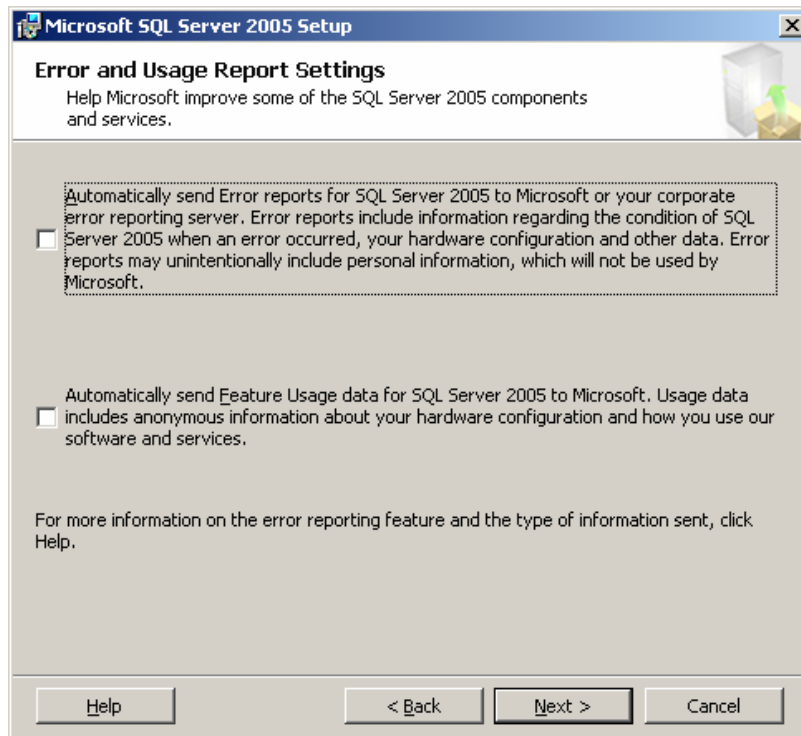 Microsoft SQL Server 2005 Setup
Error and Usage Report Settings
Help Microsoft improve some of the SQL Server 2005 components
and services.
Automatically send Error reports for SQL Server 2005 to Microsoft or your corporate
error reporting server. Error reports include information regarding the condition of SQL
Server 2005 when an error occurred, your hardware configuration and other data. Error
reports may unintentionally include personal information, which will not be used by
Microsoft.
Automatically send Feature Usage data for SQL Server 2005 to Microsoft. Usage data
includes anonymous information about your hardware configuration and how you use our
software and services.
For more information on the error reporting feature and the type of information sent, click
Help.
Help
< Back
Next >
Cancel